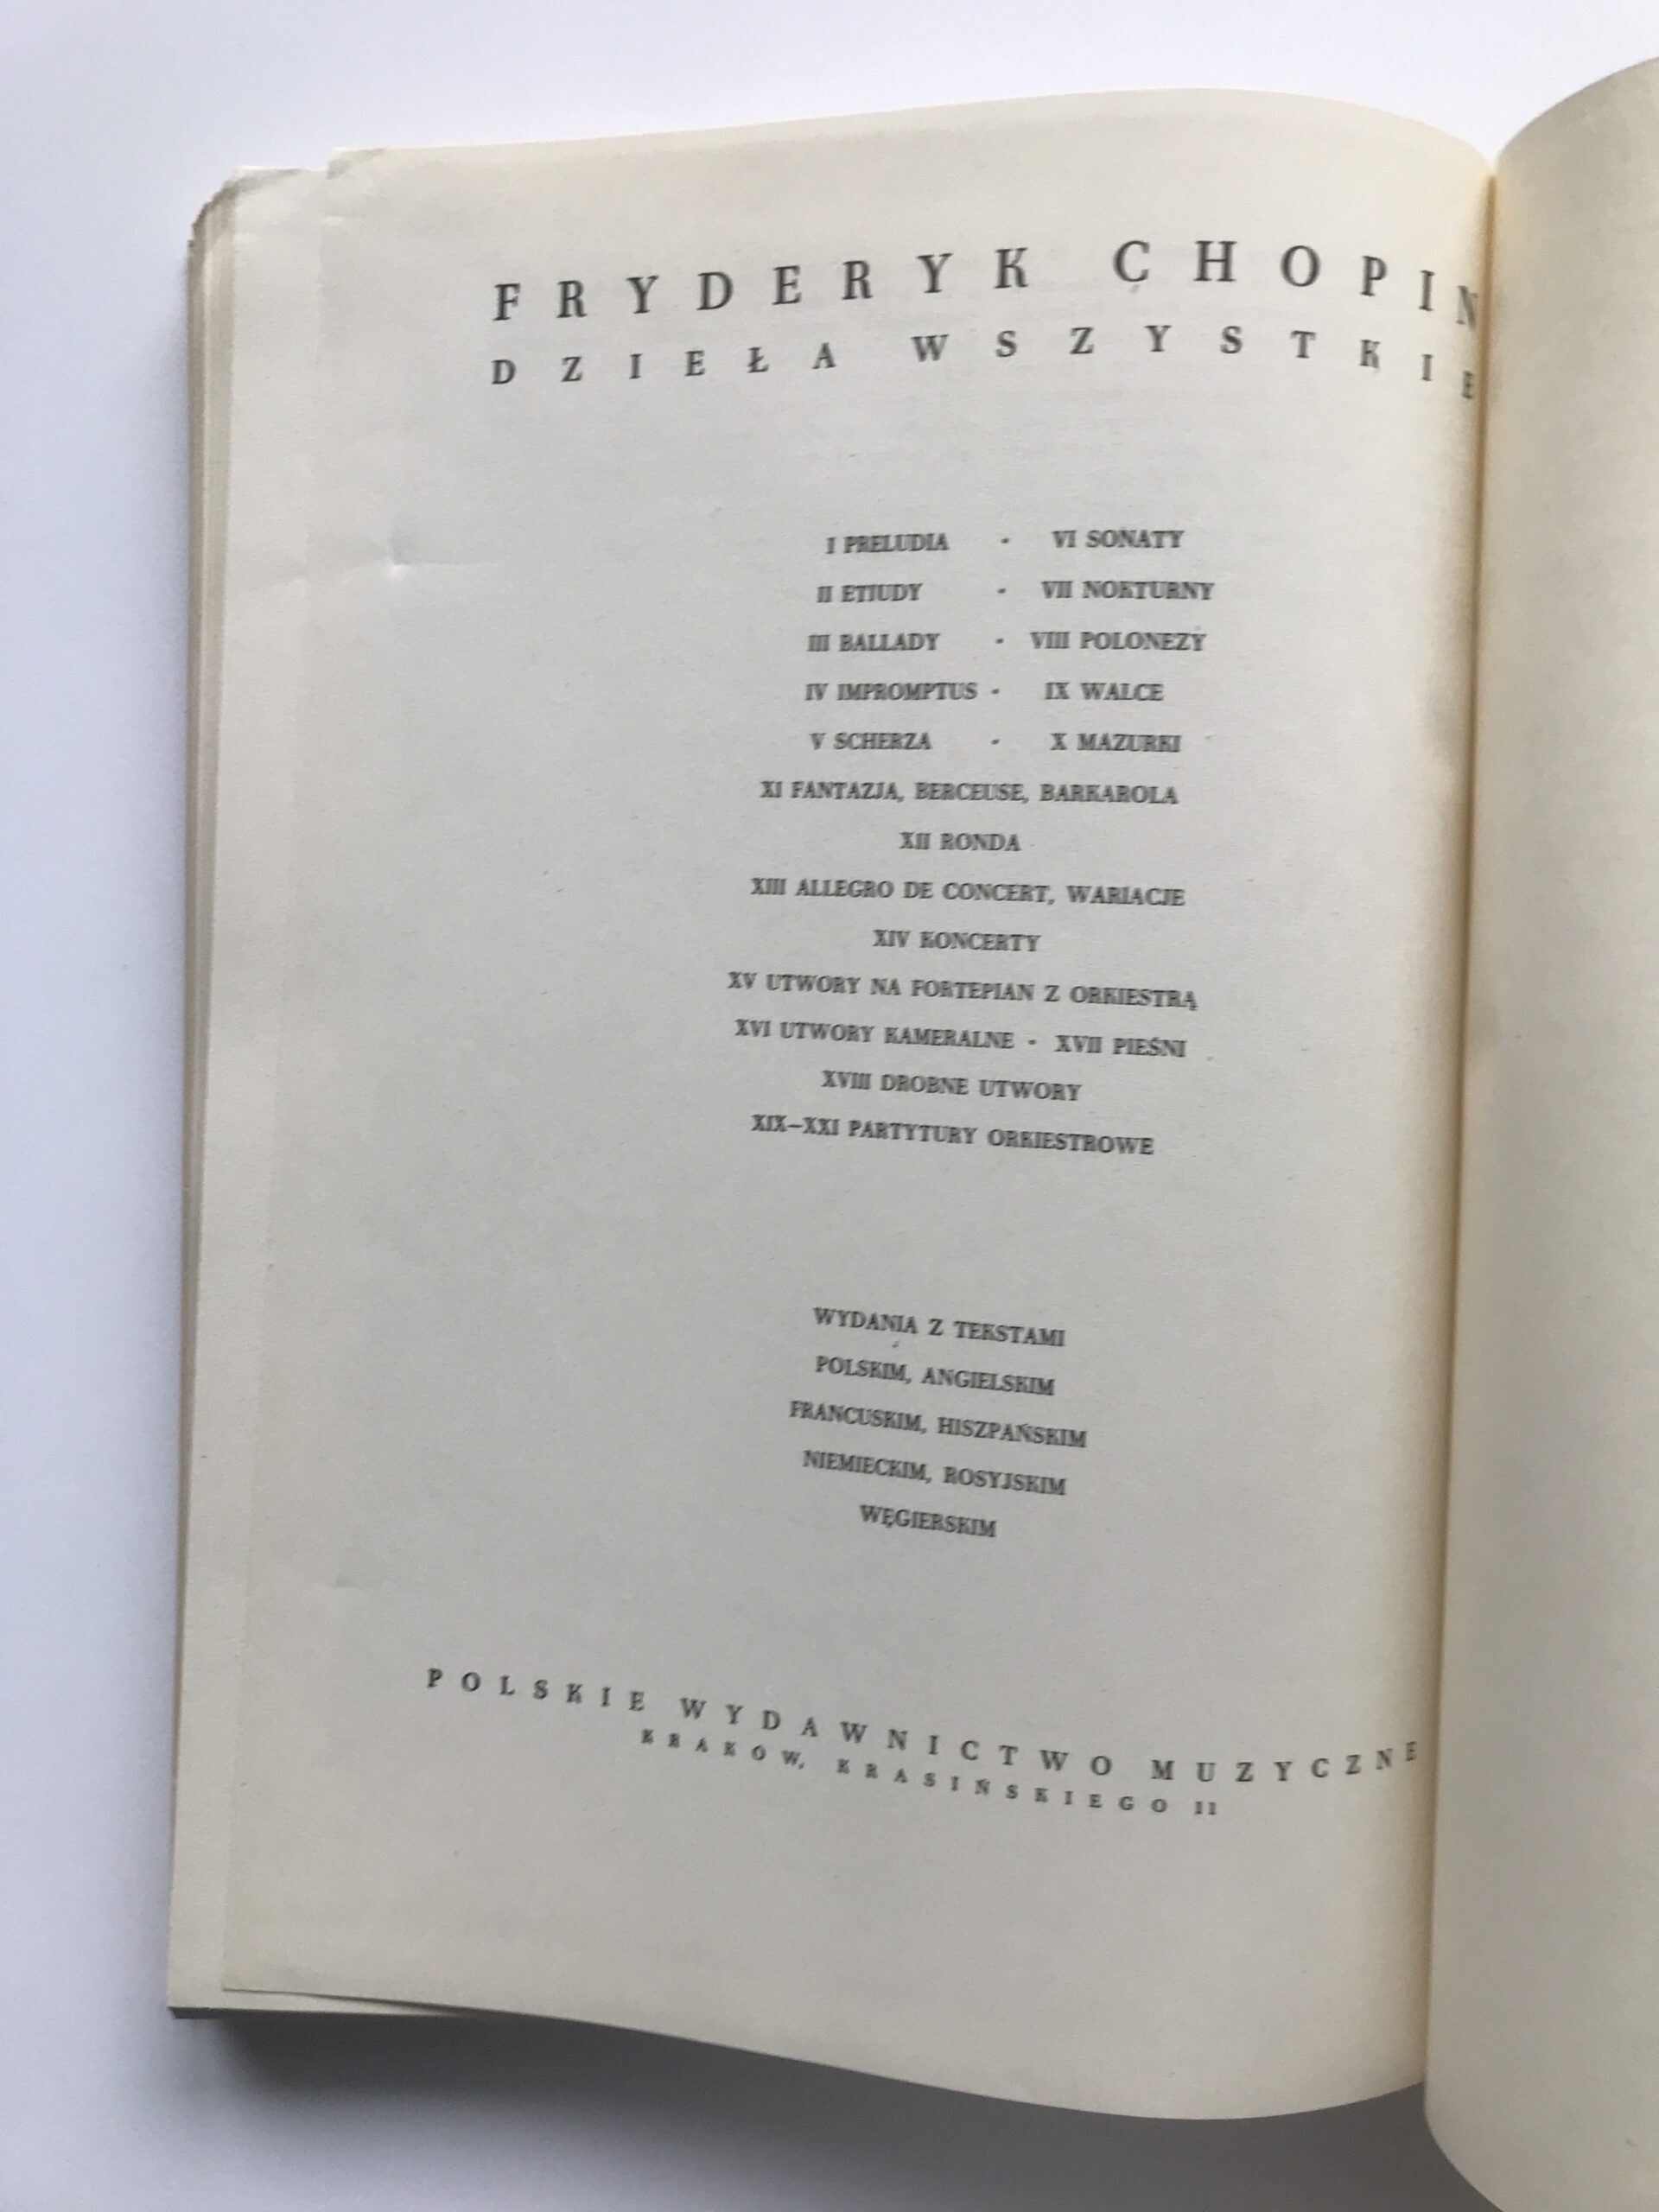 FRYDERYK CHOPIN
DZIEŁA WSZYSTKIE
I PRELUDIA - VI SONATY
II ETIUDY - VII NOKTURNY
III BALLADY - VIII POLONEZY
IV IMPROMPTUS - IX WALCE
V SCHERZA - X MAZURKI
XI FANTAZJA, BERCEUSE, BARKAROLA
XII RONDA
XIII ALLEGRO DE CONCERT, WARIACJE
XIV KONCERTY
XV UTWORY NA FORTEPIAN Z ORKIESTRĄ
XVI UTWORY KAMERALNE - XVII PIEŚNI
XVIII DROBNE UTWORY
XIX–XXI PARTYTURY ORKIESTROWE
WYDANIA Z TEKSTAMI
POLSKIM, ANGIELSKIM
FRANCUSKIM, HISZPAŃSKIM
NIEMIECKIM, ROSYJSKIM
WĘGIERSKIM
POLSKIE WYDAWNICTWO MUZYCZNE
KRAKÓW, KRASIŃSKIEGO 11